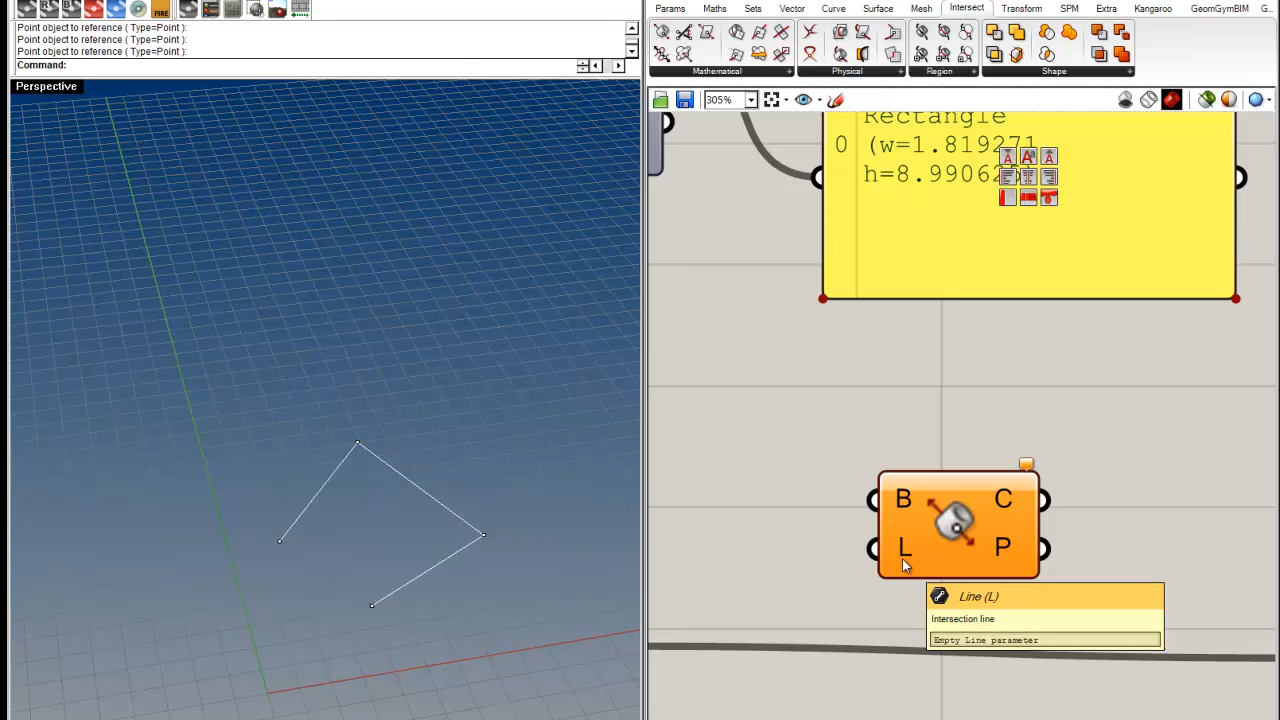 FIRE
Point object to reference ( Type=Point ):
Point object to reference ( Type=Point ):
Point object to reference ( Type=Point ):
Command:
Perspective
Params Maths Sets Vector Curve Surface Mesh Intersect Transform SPM Extra Kangaroo GeomGymBIM G..
Mathematical Physical Region Shape
305%
Rectangle
0 (w=1.819271
h=8.990625)
B C
L P
Line (L)
Intersection line
Empty Line parameter